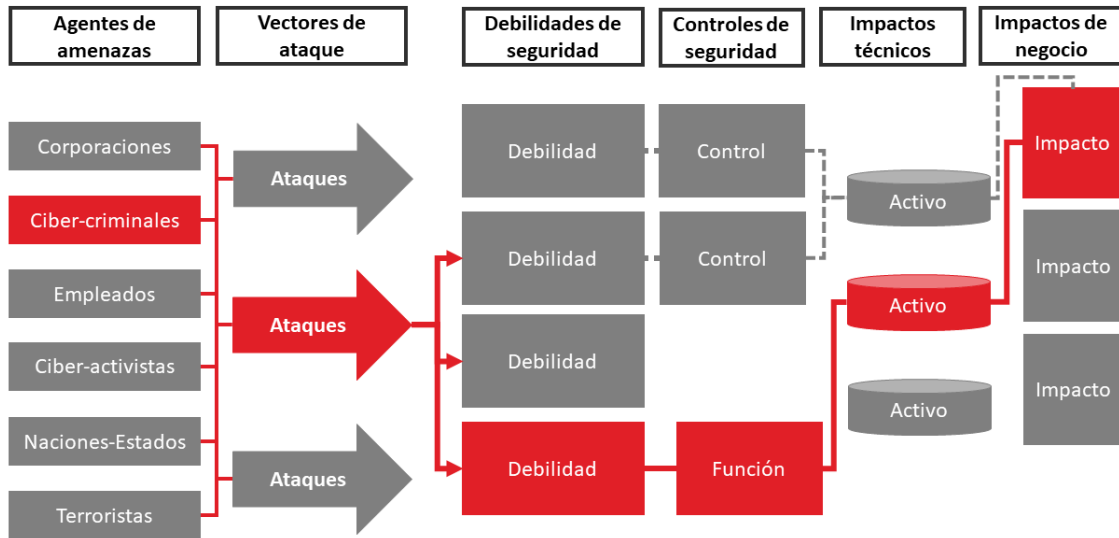 Agentes de
amenazas
Vectores de
ataque
Debilidades de
seguridad
Controles de
seguridad
Impactos
técnicos
Impactos de
negocio
Corporaciones
Ciber-criminales
Empleados
Ciber-activistas
Naciones-Estados
Terroristas
Ataques
Ataques
Ataques
Debilidad
Debilidad
Debilidad
Debilidad
Control
Control
Función
Activo
Activo
Activo
Impacto
Impacto
Impacto